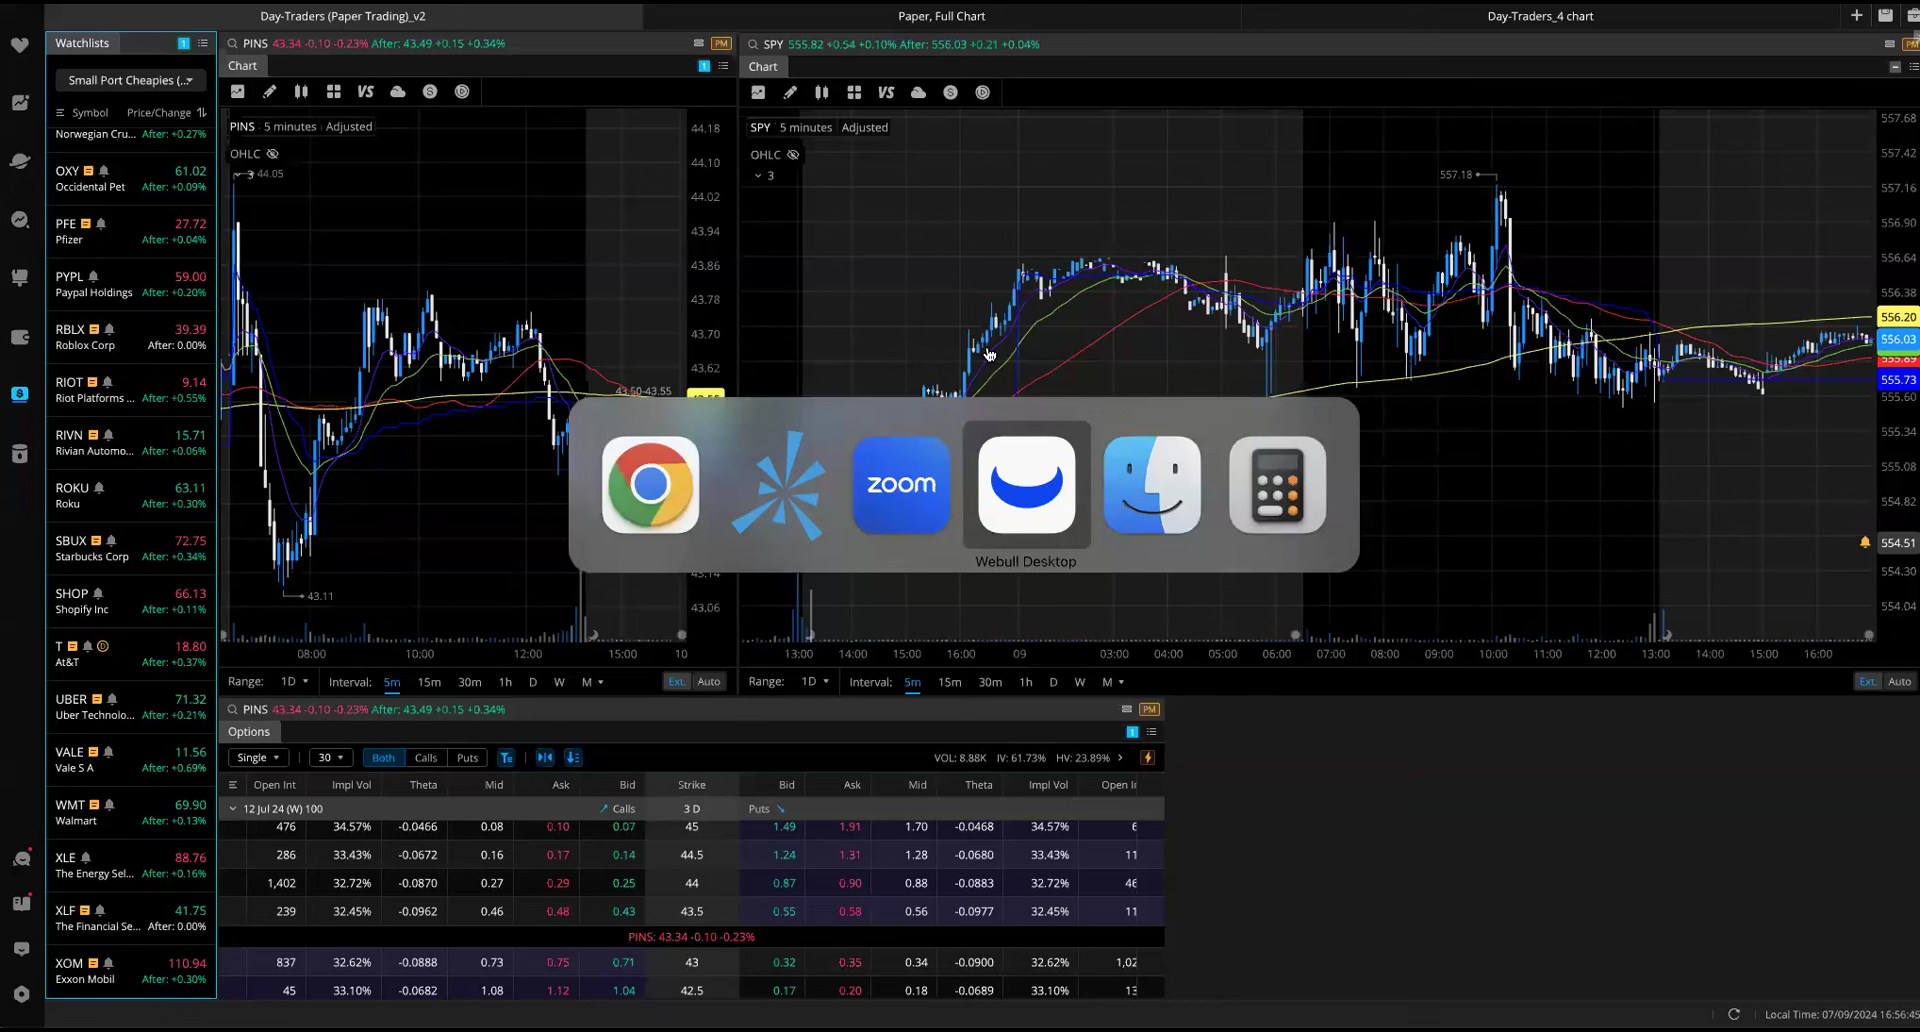 Day-Traders (Paper Trading)_v2
Paper, Full Chart
Day-Traders_4 chart
Watchlists 1
Small Port Cheapies (...
Symbol Price/Change
Norwegian Cru... After: +0.27%
OXY 61.02
Occidental Pet After: +0.09%
PFE 27.72
Pfizer After: +0.04%
PYPL 59.00
Paypal Holdings After: +0.20%
RBLX 39.39
Roblox Corp After: 0.00%
RIOT 9.14
Riot Platforms ... After: +0.55%
RIVN 15.71
Rivian Automo... After: +0.06%
ROKU 63.11
Roku After: +0.30%
SBUX 72.75
Starbucks Corp After: +0.34%
SHOP 66.13
Shopify Inc After: +0.11%
T D 18.80
At&T After: +0.37%
UBER 71.32
Uber Technolo... After: +0.21%
VALE 11.56
Vale S A After: +0.69%
WMT 69.90
Walmart After: +0.13%
XLE 88.76
The Energy Sel... After: +0.16%
XLF 41.75
The Financial Se... After: 0.00%
XOM 110.94
Exxon Mobil After: +0.30%
PINS 43.34 -0.10 -0.23% After: 43.49 +0.15 +0.34% PM
Chart 1
VS S
PINS 5 minutes Adjusted
OHLC
3
44.05
43.11
43.50-43.55
44.18
44.10
44.02
43.94
43.86
43.78
43.70
43.62
43.14
43.06
08:00 10:00 12:00 15:00 10
Range: 1D Interval: 5m 15m 30m 1h D W M Ext. Auto
SPY 555.82 +0.54 +0.10% After: 556.03 +0.21 +0.04% PM
Chart
VS S
SPY 5 minutes Adjusted
OHLC
3
557.18
557.68
557.42
557.16
556.90
556.64
556.38
556.20
556.03
555.89
555.73
555.60
555.34
555.08
554.82
554.51
554.30
554.04
13:00 14:00 15:00 16:00 09 03:00 04:00 05:00 06:00 07:00 08:00 09:00 10:00 11:00 12:00 13:00 14:00 15:00 16:00
Range: 1D Interval: 5m 15m 30m 1h D W M Ext. Auto
zoom
Webull Desktop
PINS 43.34 -0.10 -0.23% After: 43.49 +0.15 +0.34% PM
Options 1
Single 30 Both Calls Puts VOL: 8.88K IV: 61.73% HV: 23.89%
Open Int Impl Vol Theta Mid Ask Bid Strike Bid Ask Mid Theta Impl Vol Open In
12 Jul 24 (W) 100 Calls 3 D Puts
476 34.57% -0.0466 0.08 0.10 0.07 45 1.49 1.91 1.70 -0.0468 34.57% 6
286 33.43% -0.0672 0.16 0.17 0.14 44.5 1.24 1.31 1.28 -0.0680 33.43% 11
1,402 32.72% -0.0870 0.27 0.29 0.25 44 0.87 0.90 0.88 -0.0883 32.72% 46
239 32.45% -0.0962 0.46 0.48 0.43 43.5 0.55 0.58 0.56 -0.0977 32.45% 11
PINS: 43.34 -0.10 -0.23%
837 32.62% -0.0888 0.73 0.75 0.71 43 0.32 0.35 0.34 -0.0900 32.62% 1,02
45 33.10% -0.0682 1.08 1.12 1.04 42.5 0.17 0.20 0.18 -0.0689 33.10% 13
Local Time: 07/09/2024 16:56:45